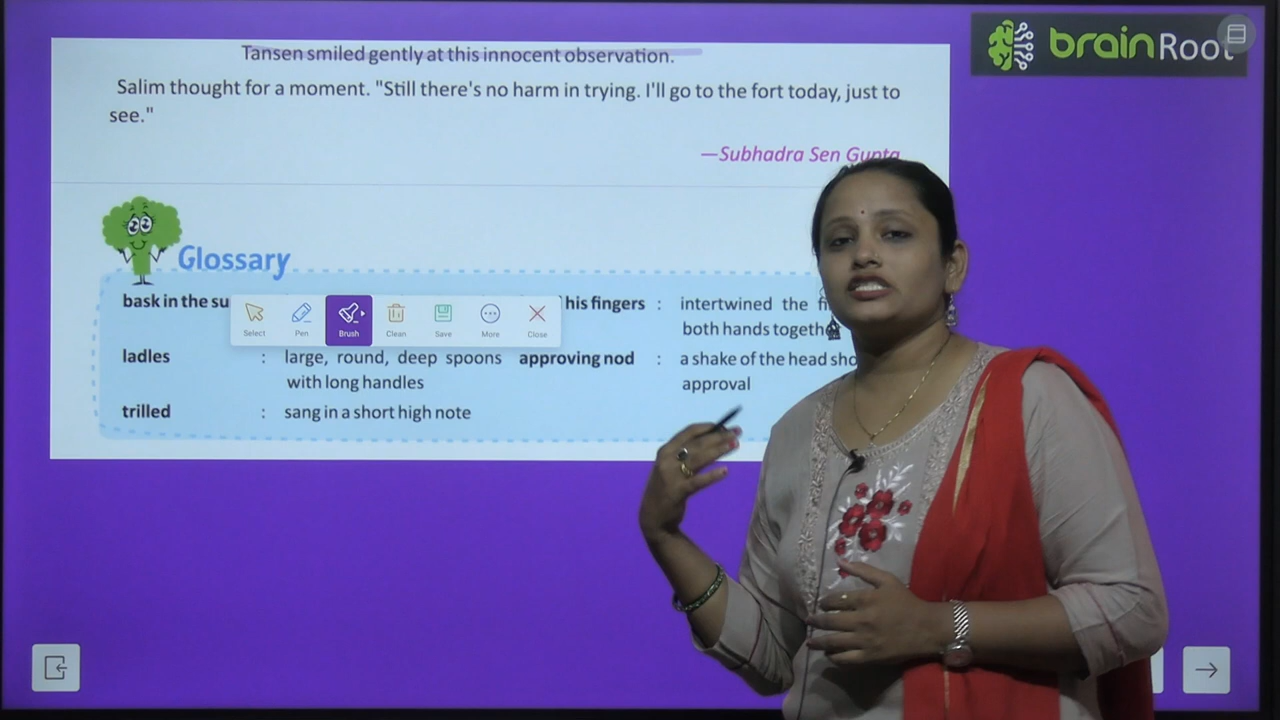 brainRoot
Tansen smiled gently at this innocent observation.
Salim thought for a moment. "Still there's no harm in trying. I'll go to the fort today, just to
see."
—Subhadra Sen Gupta
Glossary
bask in the
his fingers : intertwined the
both hands
Select Pen Brush Clean Save More Close
ladles : large, round, deep spoons
with long handles
approving nod : a shake of the head
approval
trilled : sang in a short high note